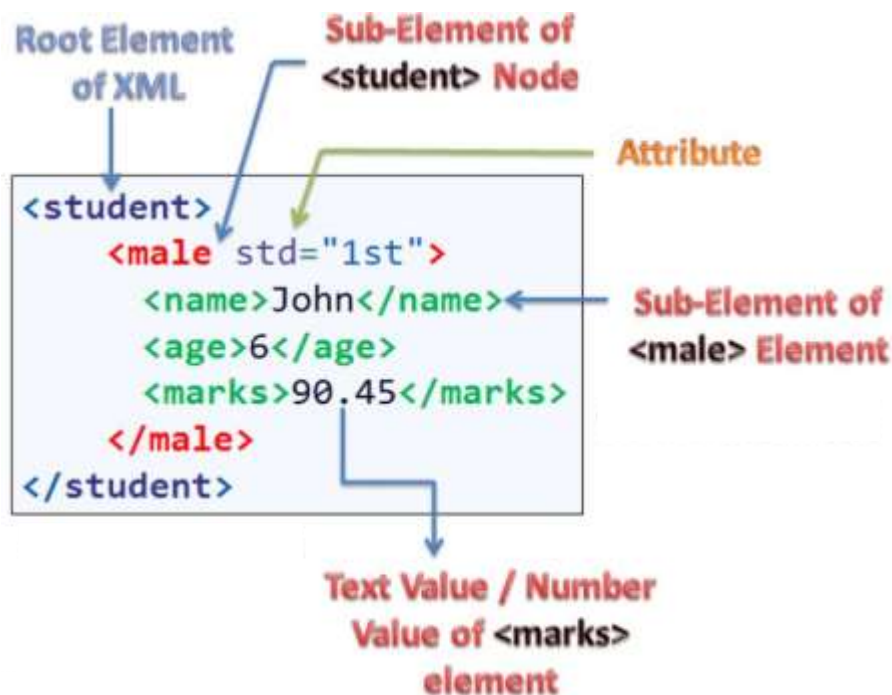 Root Element
of XML
Sub-Element of
<student> Node
Attribute
<student>
<male std="1st">
<name>John</name>
<age>6</age>
<marks>90.45</marks>
</male>
</student>
Sub-Element of
<male> Element
Text Value / Number
Value of <marks>
element